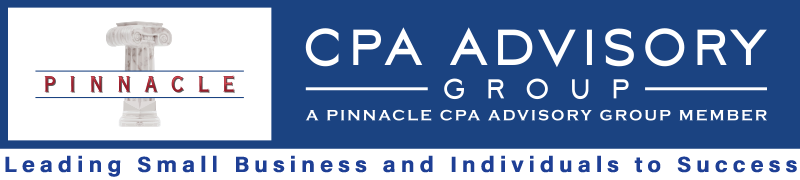 PINNACLE
CPA ADVISORY
GROUP
A PINNACLE CPA ADVISORY GROUP MEMBER
Leading Small Business and Individuals to Success